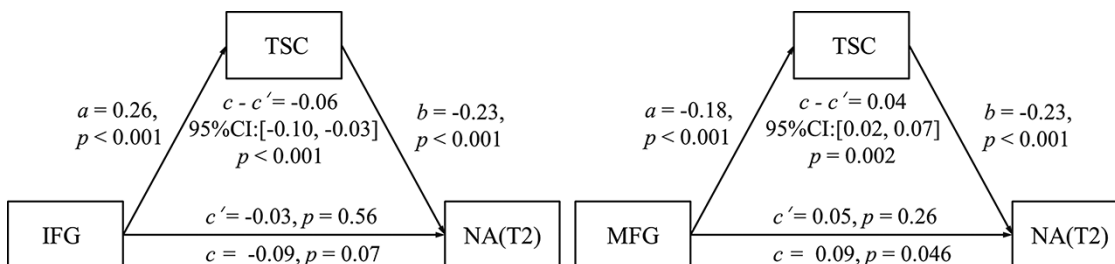 TSC
a = 0.26,
p < 0.001
c - c′= -0.06
95%CI:[-0.10, -0.03]
p < 0.001
b = -0.23,
p < 0.001
IFG
c′= -0.03, p = 0.56
c = -0.09, p = 0.07
NA(T2)
TSC
a = -0.18,
p < 0.001
c - c′= 0.04
95%CI:[0.02, 0.07]
p = 0.002
b = -0.23,
p < 0.001
MFG
c′= 0.05, p = 0.26
c = 0.09, p = 0.046
NA(T2)